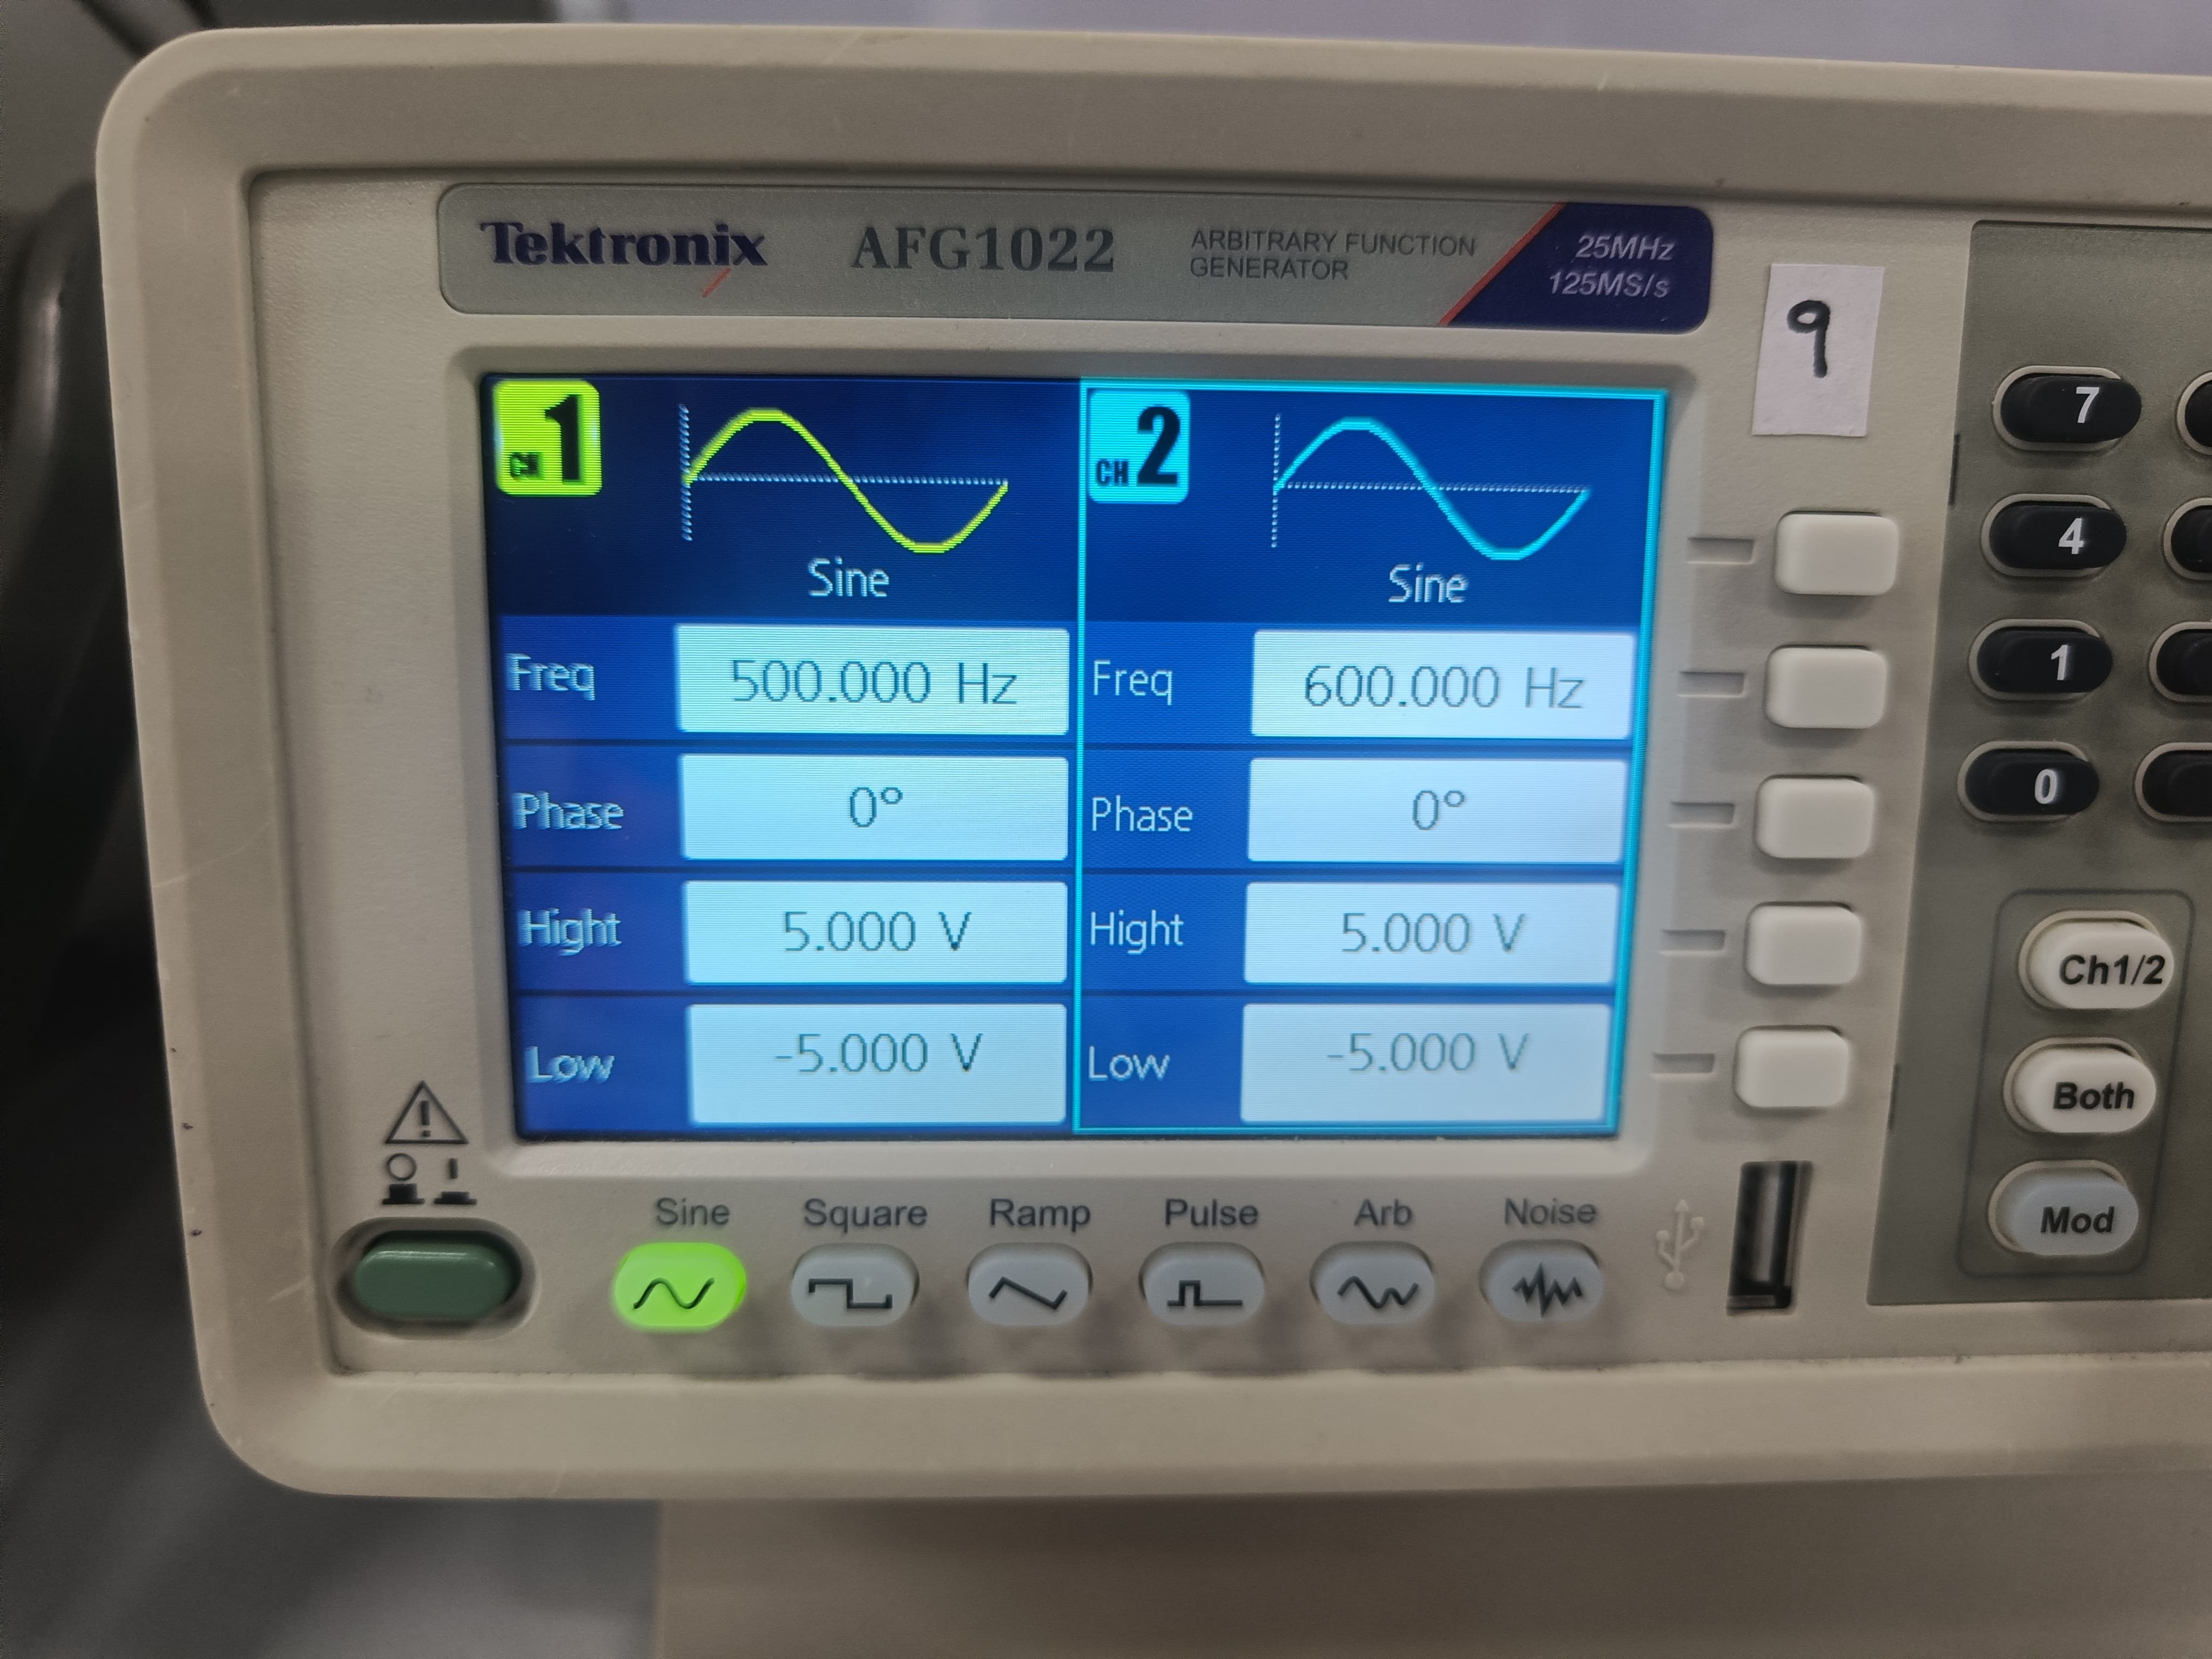 Tektronix AFG1022 ARBITRARY FUNCTION GENERATOR 25MHz 125MS/s
9
CH 1 CH 2
Sine Sine
Freq 500.000 Hz Freq 600.000 Hz
Phase 0° Phase 0°
Hight 5.000 V Hight 5.000 V
Low -5.000 V Low -5.000 V
Sine Square Ramp Pulse Arb Noise
7
4
1
0
Ch1/2
Both
Mod